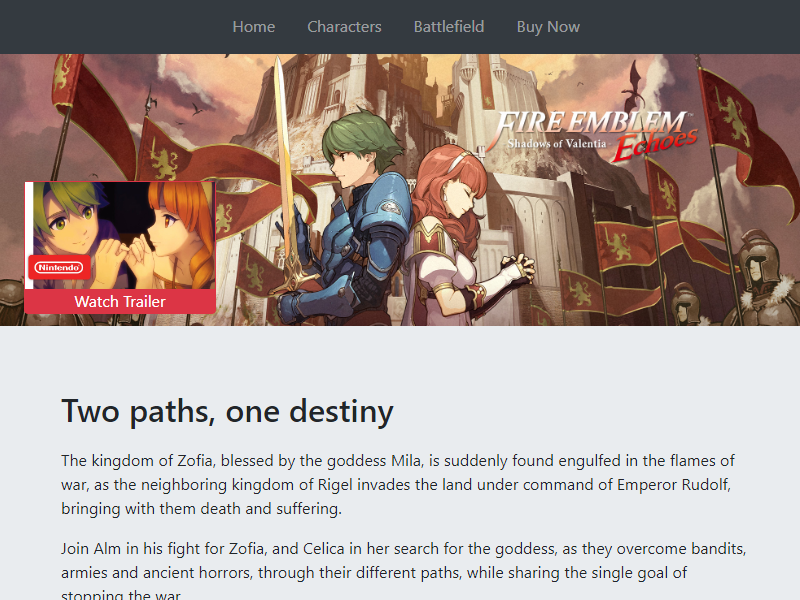 Home Characters Battlefield Buy Now
FIRE EMBLEM™
Shadows of Valentia Echoes
Nintendo
Watch Trailer
Two paths, one destiny
The kingdom of Zofia, blessed by the goddess Mila, is suddenly found engulfed in the flames of
war, as the neighboring kingdom of Rigel invades the land under command of Emperor Rudolf,
bringing with them death and suffering.
Join Alm in his fight for Zofia, and Celica in her search for the goddess, as they overcome bandits,
armies and ancient horrors, through their different paths, while sharing the single goal of
stopping the war